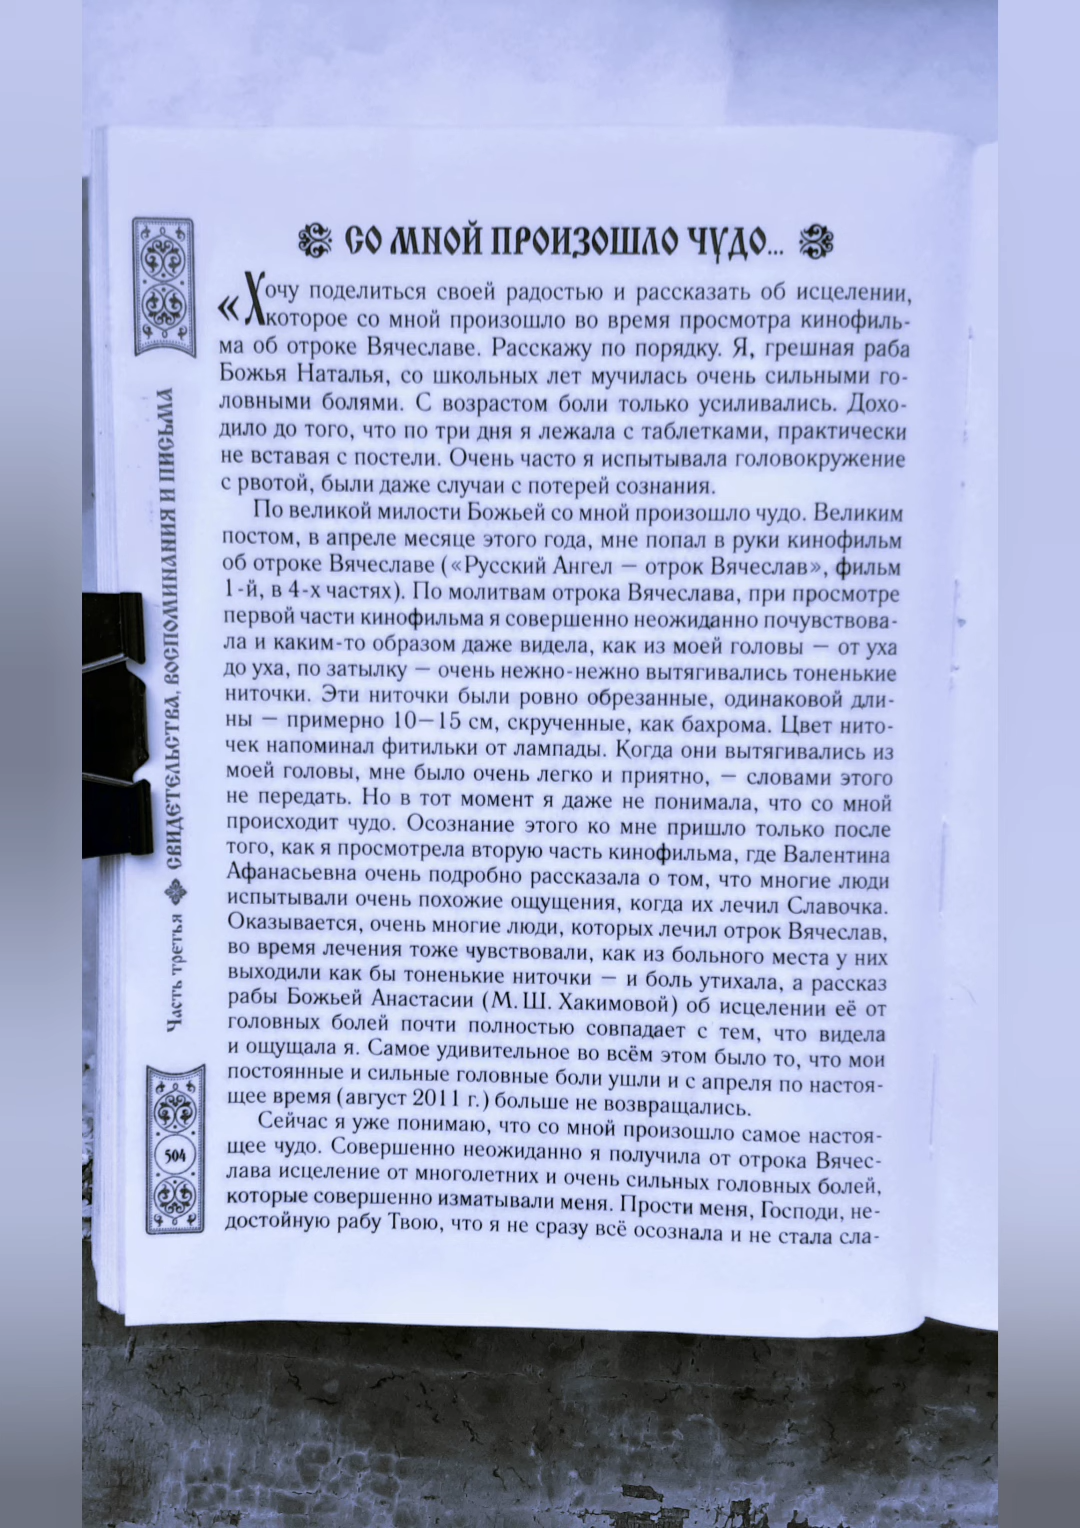 СО МНОЙ ПРОИЗОШЛО ЧУДО...
«Хочу поделиться своей радостью и рассказать об исцелении,
которое со мной произошло во время просмотра кинофиль-
ма об отроке Вячеславе. Расскажу по порядку. Я, грешная раба
Божья Наталья, со школьных лет мучилась очень сильными го-
ловными болями. С возрастом боли только усиливались. Дохо-
дило до того, что по три дня я лежала с таблетками, практически
не вставая с постели. Очень часто я испытывала головокружение
с рвотой, были даже случаи с потерей сознания.
По великой милости Божьей со мной произошло чудо. Великим
постом, в апреле месяце этого года, мне попал в руки кинофильм
об отроке Вячеславе («Русский Ангел — отрок Вячеслав», фильм
1-й, в 4-х частях). По молитвам отрока Вячеслава, при просмотре
первой части кинофильма я совершенно неожиданно почувствова-
ла и каким-то образом даже видела, как из моей головы — от уха
до уха, по затылку — очень нежно-нежно вытягивались тоненькие
ниточки. Эти ниточки были ровно обрезанные, одинаковой дли-
ны — примерно 10—15 см, скрученные, как бахрома. Цвет нито-
чек напоминал фитильки от лампады. Когда они вытягивались из
моей головы, мне было очень легко и приятно, — словами этого
не передать. Но в тот момент я даже не понимала, что со мной
происходит чудо. Осознание этого ко мне пришло только после
того, как я просмотрела вторую часть кинофильма, где Валентина
Афанасьевна очень подробно рассказала о том, что многие люди
испытывали очень похожие ощущения, когда их лечил Славочка.
Оказывается, очень многие люди, которых лечил отрок Вячеслав,
во время лечения тоже чувствовали, как из больного места у них
выходили как бы тоненькие ниточки — и боль утихала, а рассказ
рабы Божьей Анастасии (М. Ш. Хакимовой) об исцелении её от
головных болей почти полностью совпадает с тем, что видела
и ощущала я. Самое удивительное во всём этом было то, что мои
постоянные и сильные головные боли ушли и с апреля по настоя-
щее время (август 2011 г.) больше не возвращались.
Сейчас я уже понимаю, что со мной произошло самое настоя-
щее чудо. Совершенно неожиданно я получила от отрока Вячес-
лава исцеление от многолетних и очень сильных головных болей,
которые совершенно изматывали меня. Прости меня, Господи, не-
достойную рабу Твою, что я не сразу всё осознала и не стала сла-
Часть третья СВИДЕТЕЛЬСТВА, ВОСПОМИНАНИЯ И ПИСЬМА
504